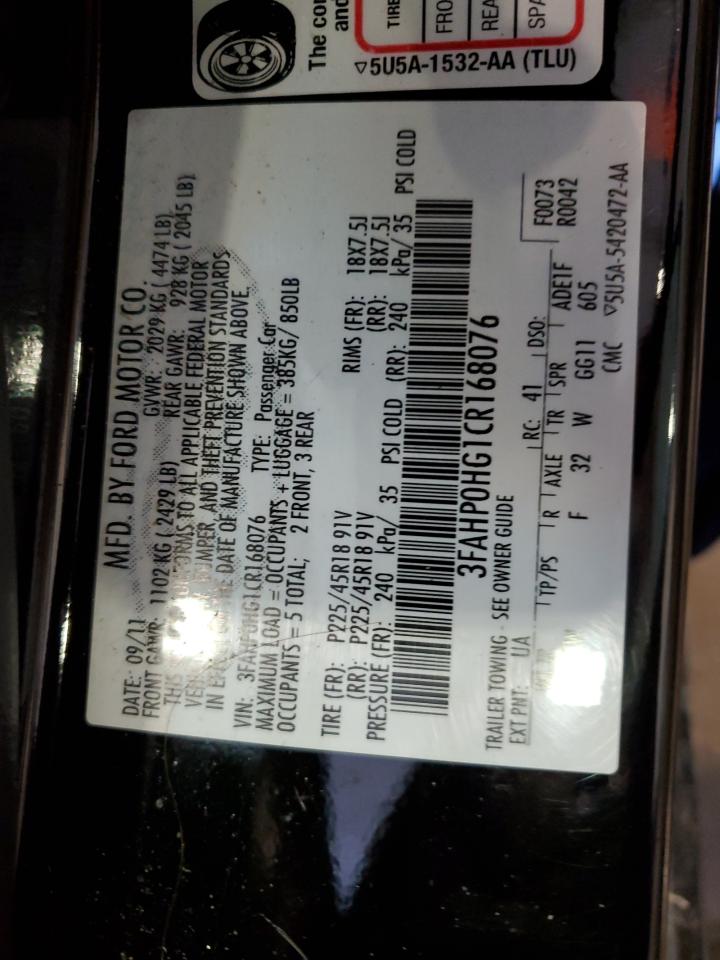 The co
and
TIRE
FRO
REA
SPA
▽5U5A-1532-AA (TLU)
MFD. BY FORD MOTOR CO.
DATE: 09/11 GVWR: 2029 KG ( 4474 LB)
FRONT GAWR: 1102 KG ( 2429 LB) REAR GAWR: 928 KG ( 2045 LB)
THIS CONFORMS TO ALL APPLICABLE FEDERAL MOTOR
BUMPER, AND THEFT PREVENTION STANDARDS
IN DATE OF MANUFACTURE SHOWN ABOVE.
VIN: 3FAHP0HG1CR168076 TYPE: Passenger Car
MAXIMUM LOAD = OCCUPANTS + LUGGAGE = 385KG/ 850LB
OCCUPANTS = 5 TOTAL; 2 FRONT, 3 REAR
TIRE (FR): P225/45R18 91V RIMS (FR): 18X7.5J
(RR): P225/45R18 91V (RR): 18X7.5J
PRESSURE (FR): 240 kPa/ 35 PSI COLD (RR): 240 kPa/ 35 PSI COLD
3FAHP0HG1CR168076
TRAILER TOWING - SEE OWNER GUIDE
EXT PNT: UA RC: 41 DSO: F0073
R0042
TP/PS R AXLE TR SPR ADE1F
F 32 W GG11 605
CMC ▽5U5A-5420472-AA